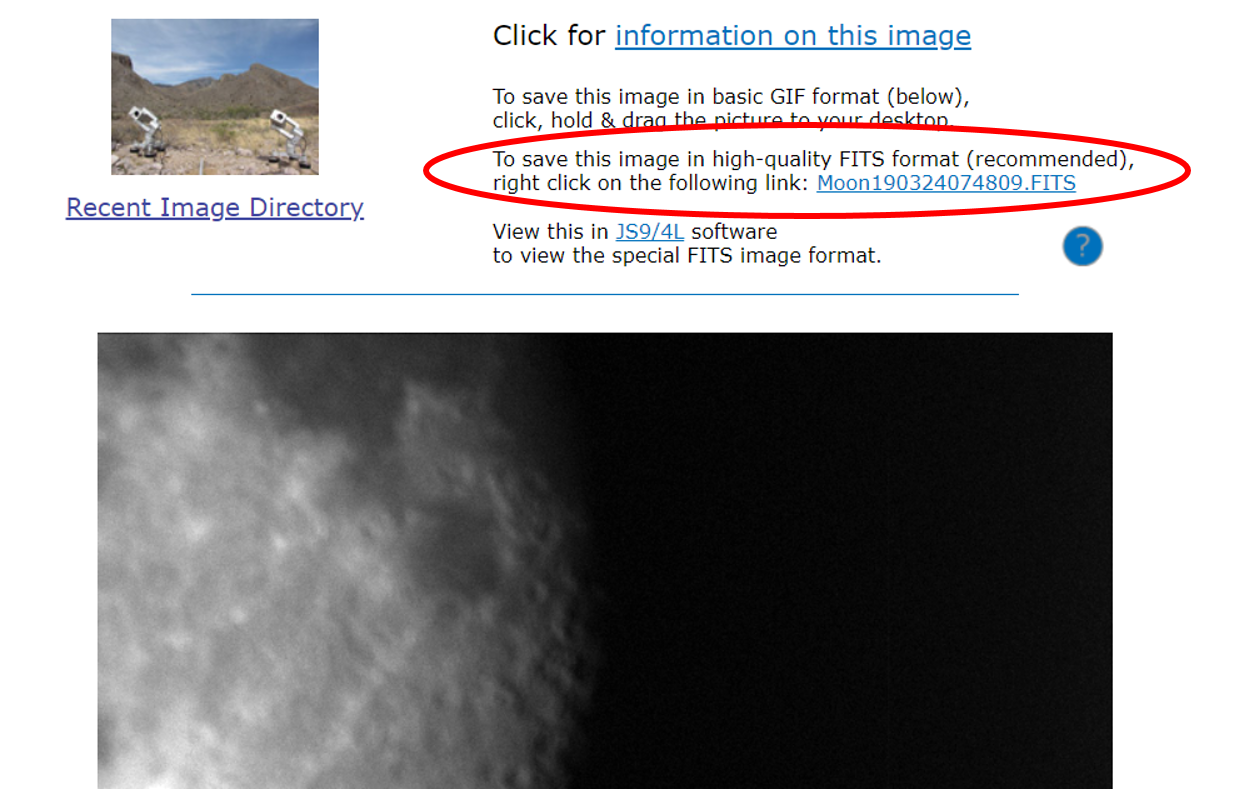 Click for information on this image
To save this image in basic GIF format (below),
click, hold & drag the picture to your desktop.
To save this image in high-quality FITS format (recommended),
right click on the following link: Moon190324074809.FITS
Recent Image Directory
View this in JS9/4L software
to view the special FITS image format.
?